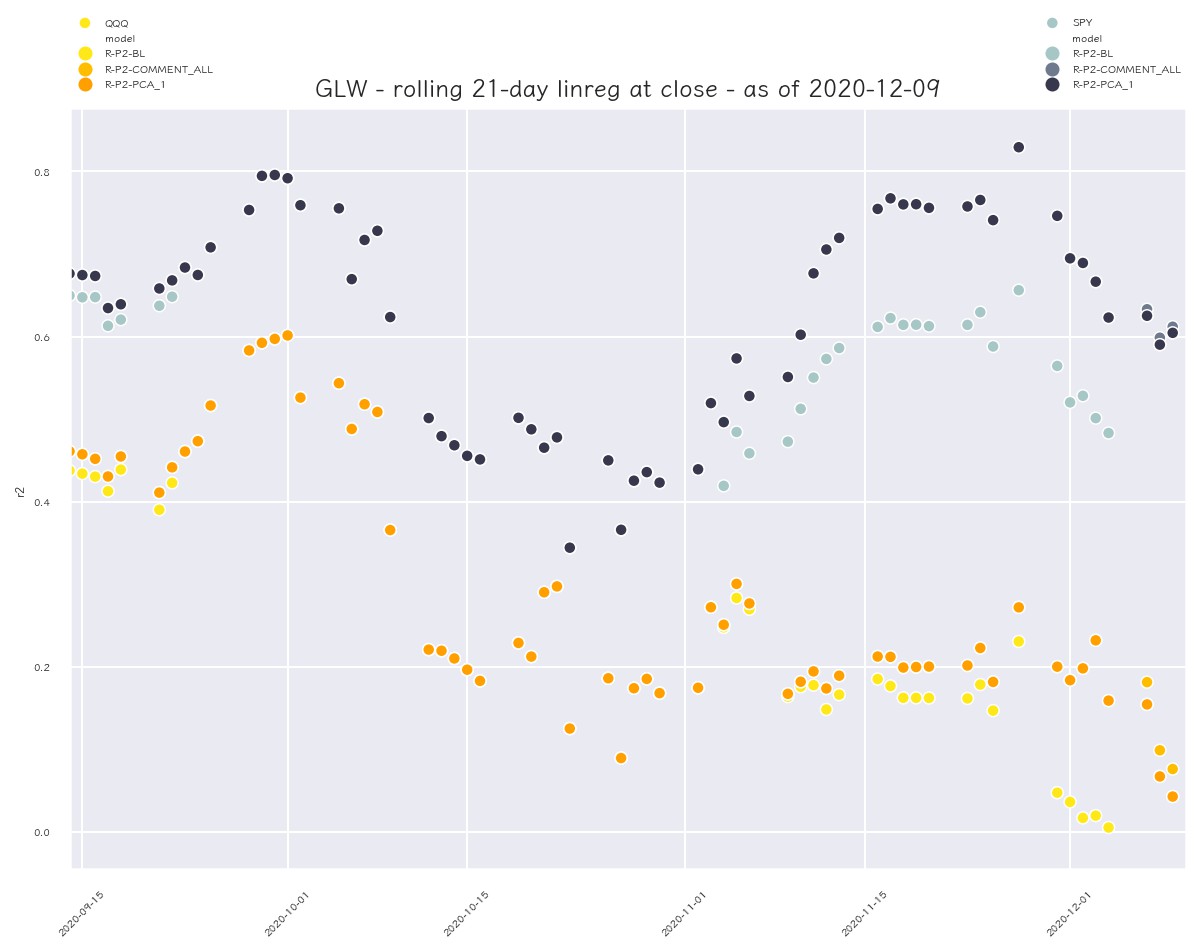 QQQ
model
R-P2-BL
R-P2-COMMENT_ALL
R-P2-PCA_1
SPY
model
R-P2-BL
R-P2-COMMENT_ALL
R-P2-PCA_1
GLW - rolling 21-day linreg at close - as of 2020-12-09
0.8
0.6
0.4
0.2
0.0
r2
2020-09-15
2020-10-01
2020-10-15
2020-11-01
2020-11-15
2020-12-01